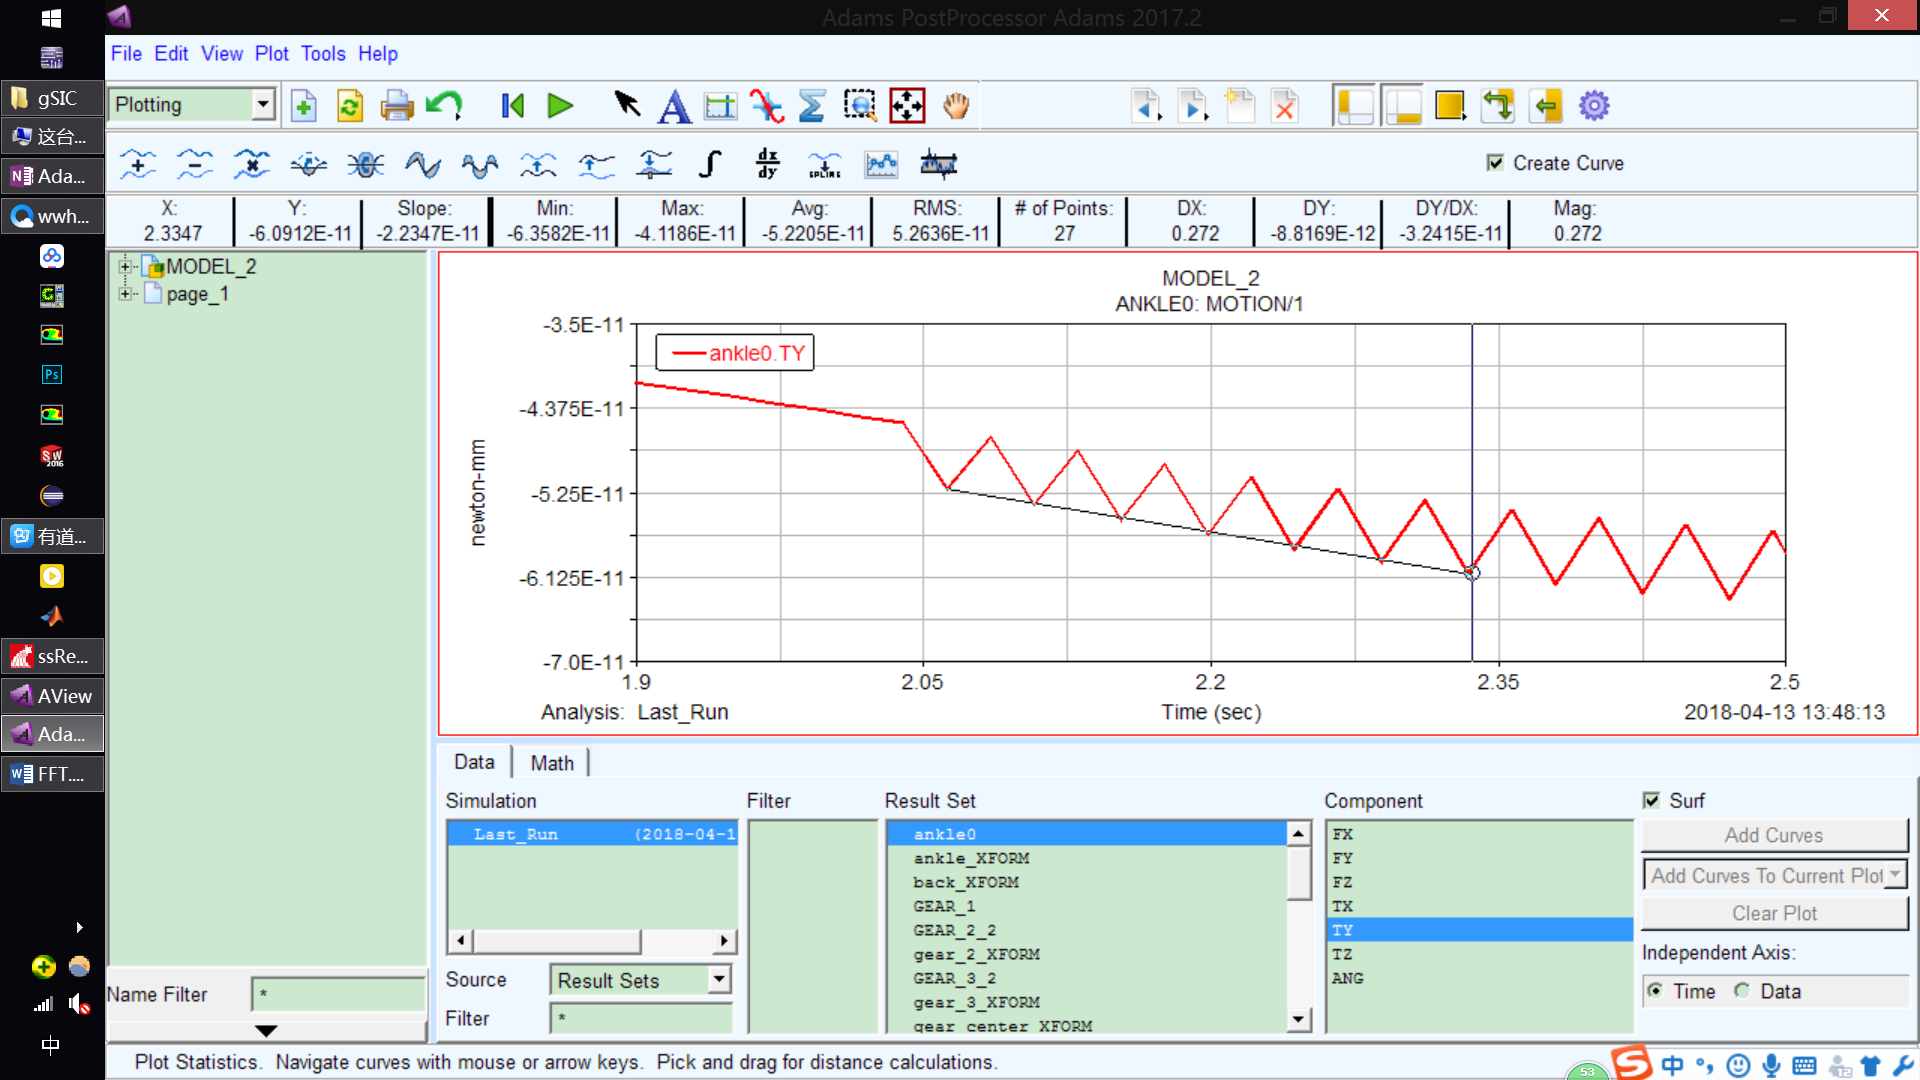 Adams PostProcessor Adams 2017.2
File Edit View Plot Tools Help
Plotting
Create Curve
X: Y: Slope: Min: Max: Avg: RMS: # of Points: DX: DY: DY/DX: Mag:
2.3347 -6.0912E-11 -2.2347E-11 -6.3582E-11 -4.1186E-11 -5.2205E-11 5.2636E-11 27 0.272 -8.8169E-12 -3.2415E-11 0.272
gSIC
这台...
Ada...
wwh...
Ps
SW
2016
有道...
ssRe...
AView
Ada...
FFT....
中
MODEL_2
page_1
Name Filter *
MODEL_2
ANKLE0: MOTION/1
ankle0.TY
newton-mm
-3.5E-11
-4.375E-11
-5.25E-11
-6.125E-11
-7.0E-11
1.9 2.05 2.2 2.35 2.5
Analysis: Last_Run Time (sec) 2018-04-13 13:48:13
Data Math
Simulation Filter Result Set Component Surf
Last_Run (2018-04-1
ankle0
ankle_XFORM
back_XFORM
GEAR_1
GEAR_2_2
gear_2_XFORM
GEAR_3_2
gear_3_XFORM
gear_center_XFORM
FX
FY
FZ
TX
TY
TZ
ANG
Source Result Sets
Filter *
Add Curves
Add Curves To Current Plot
Clear Plot
Independent Axis:
Time Data
Plot Statistics. Navigate curves with mouse or arrow keys. Pick and drag for distance calculations.
53
S
中
12
dx
dy
SPLINE
A